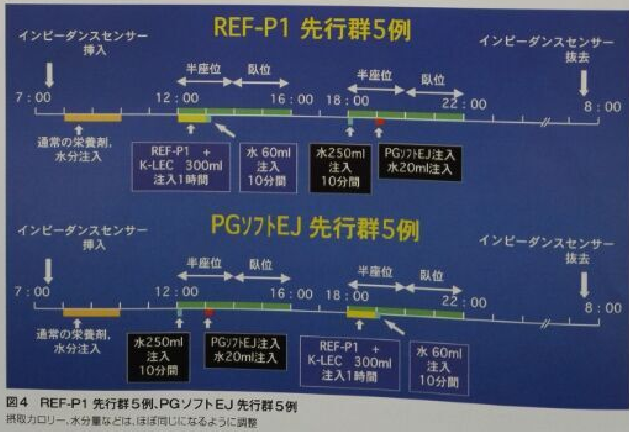 REF-P1 先行群5例
インピーダンスセンサー
挿入
インピーダンスセンサー
抜去
半座位 臥位
半座位 臥位
7:00 12:00 16:00 18:00 22:00 8:00
通常の栄養剤,
水分注入
REF-P1 +
K-LEC 300ml
注入1時間
水 60ml
注入
10分間
水250ml
注入
10分間
PGソフトEJ注入
水20ml注入
PGソフトEJ 先行群5例
インピーダンスセンサー
挿入
インピーダンスセンサー
抜去
半座位 臥位
半座位 臥位
7:00 12:00 16:00 18:00 22:00 8:00
通常の栄養剤,
水分注入
水250ml
注入
10分間
PGソフトEJ注入
水20ml注入
REF-P1 +
K-LEC 300ml
注入1時間
水 60ml
注入
10分間
図4 REF-P1 先行群5例、PGソフトEJ 先行群5例
摂取カロリー、水分量などは、ほぼ同じになるように調整